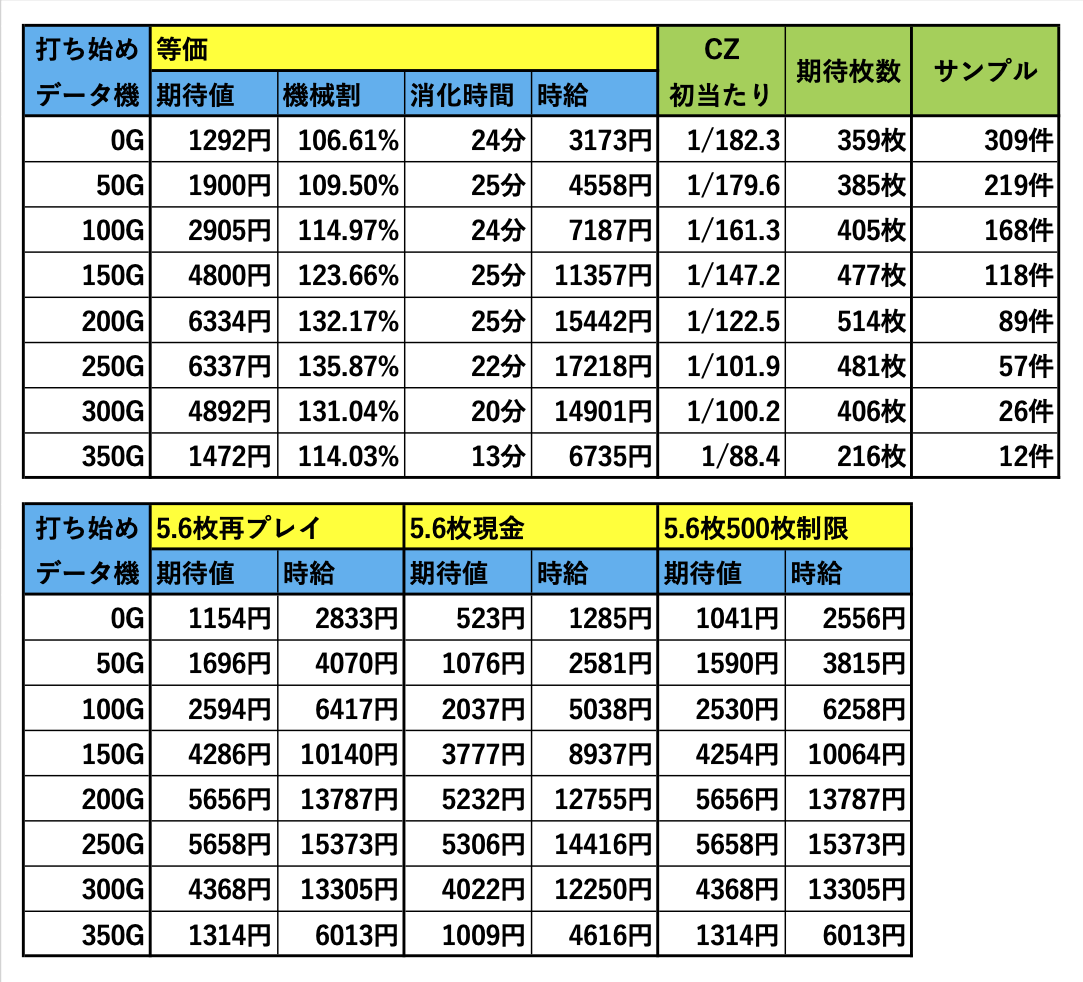 打ち始め 等価 CZ 期待枚数 サンプル
データ機 期待値 機械割 消化時間 時給 初当たり
0G 1292円 106.61% 24分 3173円 1/182.3 359枚 309件
50G 1900円 109.50% 25分 4558円 1/179.6 385枚 219件
100G 2905円 114.97% 24分 7187円 1/161.3 405枚 168件
150G 4800円 123.66% 25分 11357円 1/147.2 477枚 118件
200G 6334円 132.17% 25分 15442円 1/122.5 514枚 89件
250G 6337円 135.87% 22分 17218円 1/101.9 481枚 57件
300G 4892円 131.04% 20分 14901円 1/100.2 406枚 26件
350G 1472円 114.03% 13分 6735円 1/88.4 216枚 12件
打ち始め 5.6枚再プレイ 5.6枚現金 5.6枚500枚制限
データ機 期待値 時給 期待値 時給 期待値 時給
0G 1154円 2833円 523円 1285円 1041円 2556円
50G 1696円 4070円 1076円 2581円 1590円 3815円
100G 2594円 6417円 2037円 5038円 2530円 6258円
150G 4286円 10140円 3777円 8937円 4254円 10064円
200G 5656円 13787円 5232円 12755円 5656円 13787円
250G 5658円 15373円 5306円 14416円 5658円 15373円
300G 4368円 13305円 4022円 12250円 4368円 13305円
350G 1314円 6013円 1009円 4616円 1314円 6013円